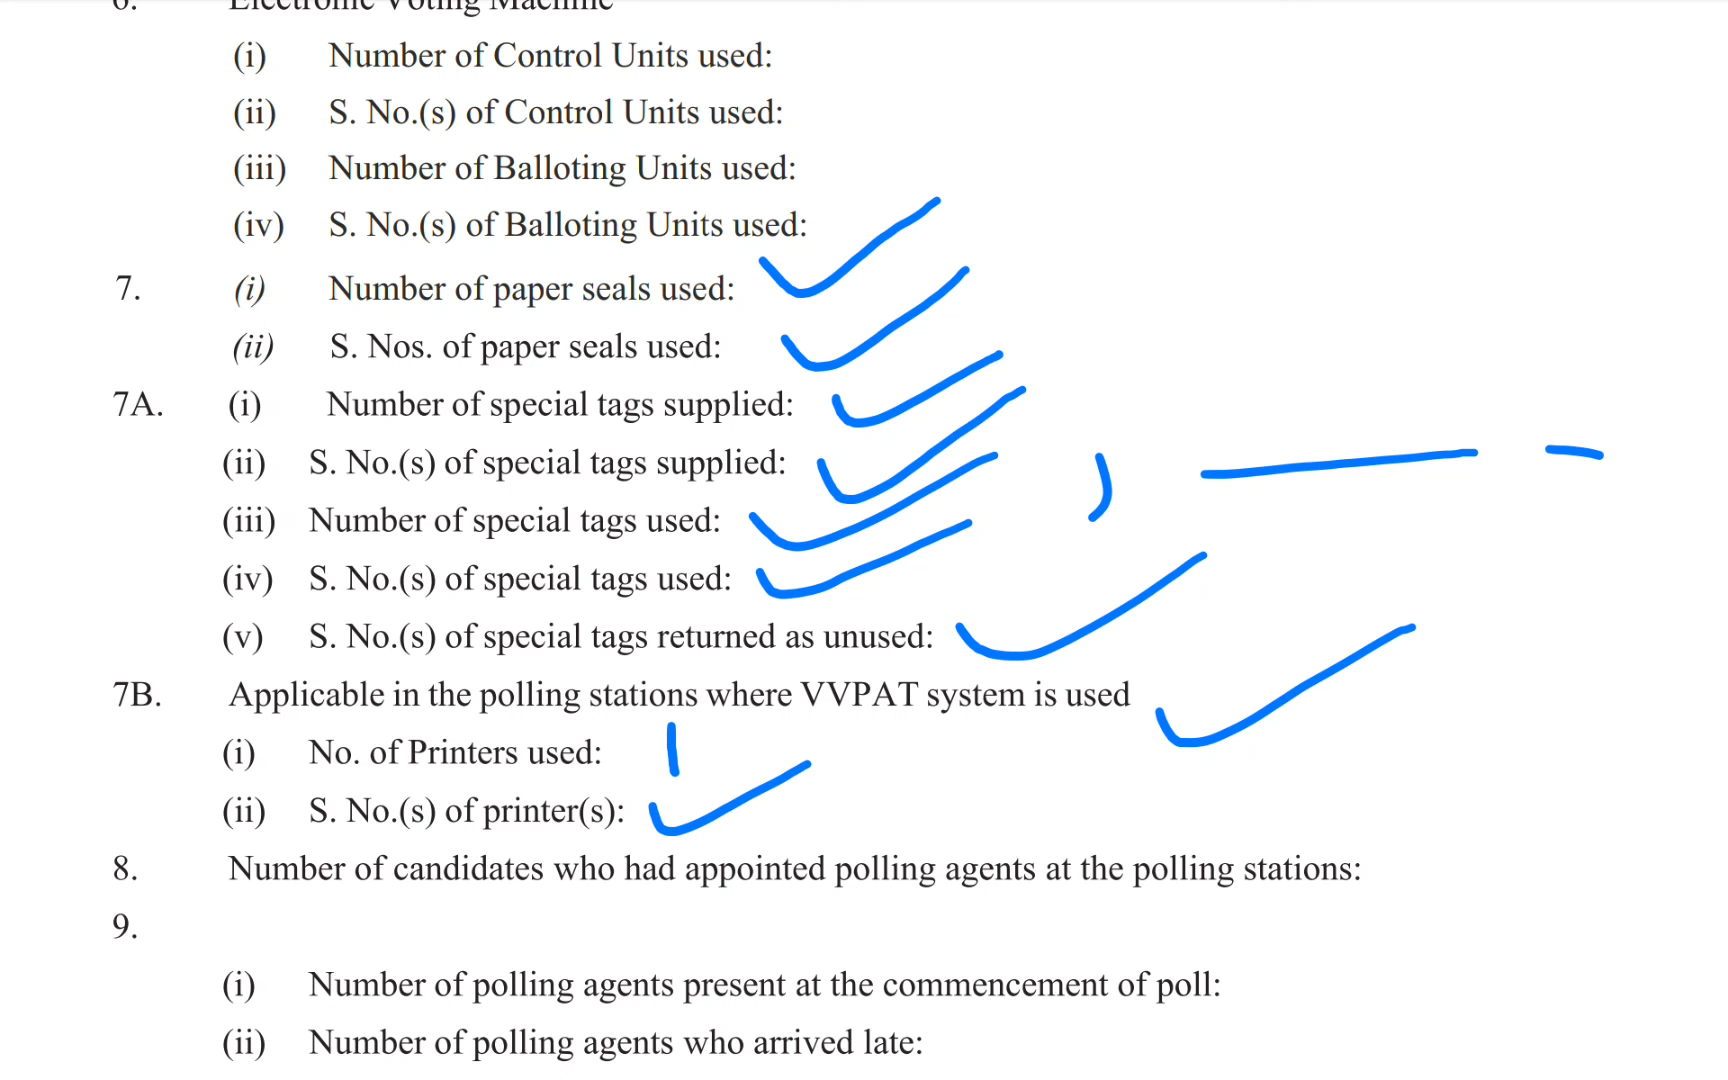 6. Electronic Voting Machine
(i) Number of Control Units used:
(ii) S. No.(s) of Control Units used:
(iii) Number of Balloting Units used:
(iv) S. No.(s) of Balloting Units used:
7. (i) Number of paper seals used:
(ii) S. Nos. of paper seals used:
7A. (i) Number of special tags supplied:
(ii) S. No.(s) of special tags supplied:
(iii) Number of special tags used:
(iv) S. No.(s) of special tags used:
(v) S. No.(s) of special tags returned as unused:
7B. Applicable in the polling stations where VVPAT system is used
(i) No. of Printers used: 1
(ii) S. No.(s) of printer(s):
8. Number of candidates who had appointed polling agents at the polling stations:
9.
(i) Number of polling agents present at the commencement of poll:
(ii) Number of polling agents who arrived late: